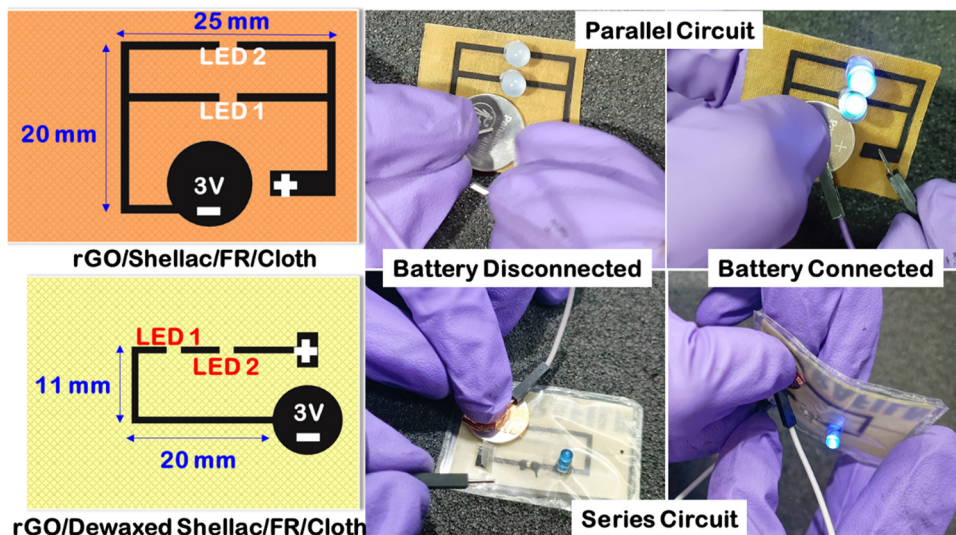 25 mm
Parallel Circuit
LED 2
LED 1
20 mm
3V
+
−
rGO/Shellac/FR/Cloth
Battery Disconnected
Battery Connected
LED 1
+
LED 2
11 mm
3V
−
20 mm
rGO/Dewaxed Shellac/FR/Cloth
Series Circuit